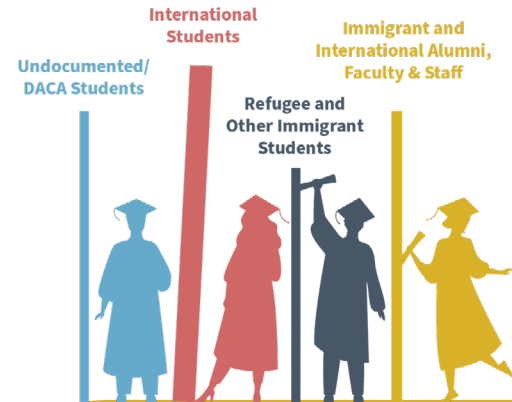 International
Students
Immigrant and
International Alumni,
Faculty & Staff
Undocumented/
DACA Students
Refugee and
Other Immigrant
Students